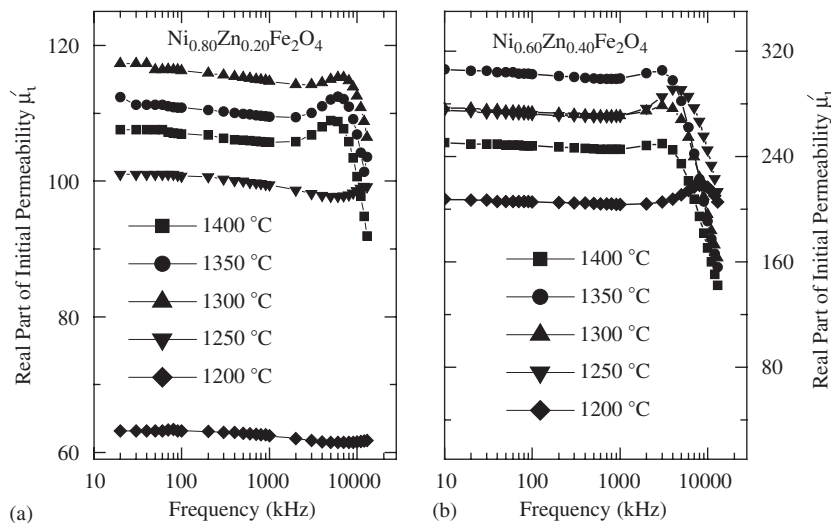 Ni0.80Zn0.20Fe2O4
Real Part of Initial Permeability μ′ι
120
100
80
60
1400 °C
1350 °C
1300 °C
1250 °C
1200 °C
10 100 1000 10000
Frequency (kHz)
(a)
Ni0.60Zn0.40Fe2O4
1400 °C
1350 °C
1300 °C
1250 °C
1200 °C
320
240
160
80
Real Part of Initial Permeability μ′ι
10 100 1000 10000
Frequency (kHz)
(b)